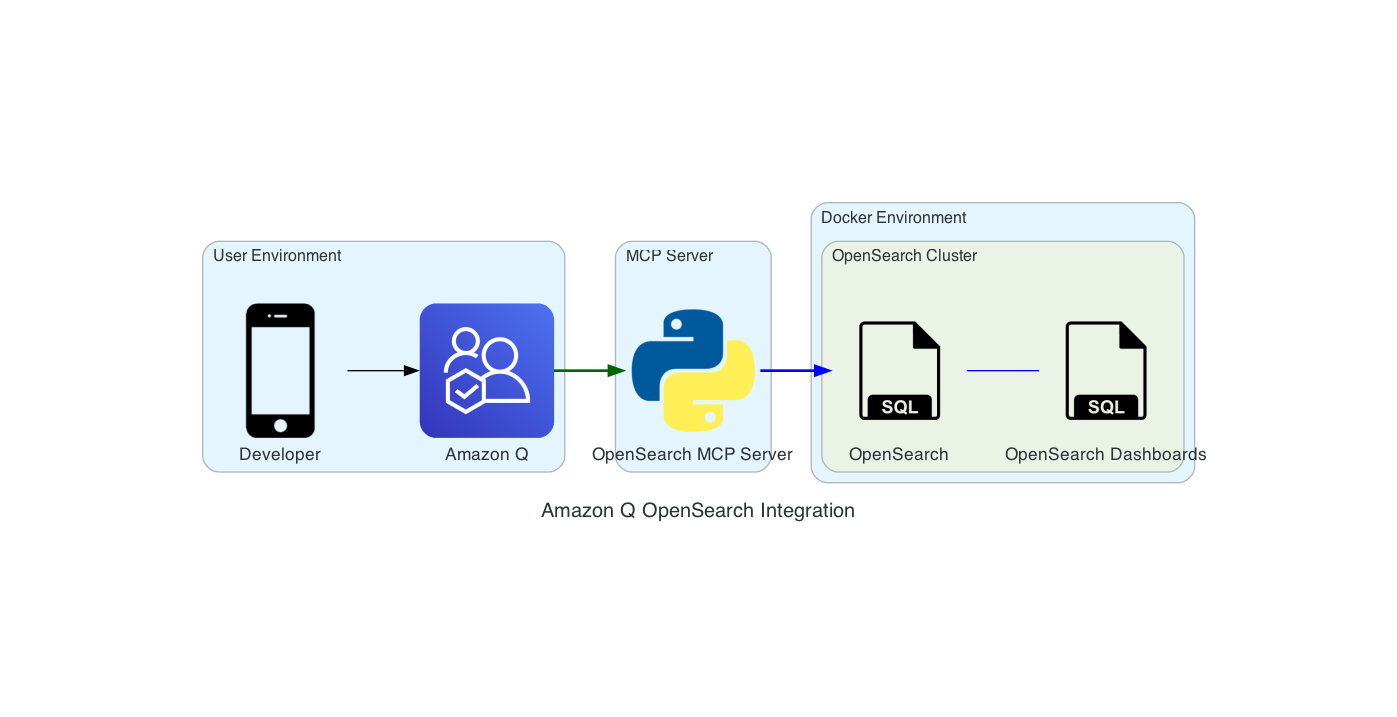 Docker Environment
User Environment
MCP Server
OpenSearch Cluster
SQL
SQL
Developer
Amazon Q
OpenSearch MCP Server
OpenSearch
OpenSearch Dashboards
Amazon Q OpenSearch Integration